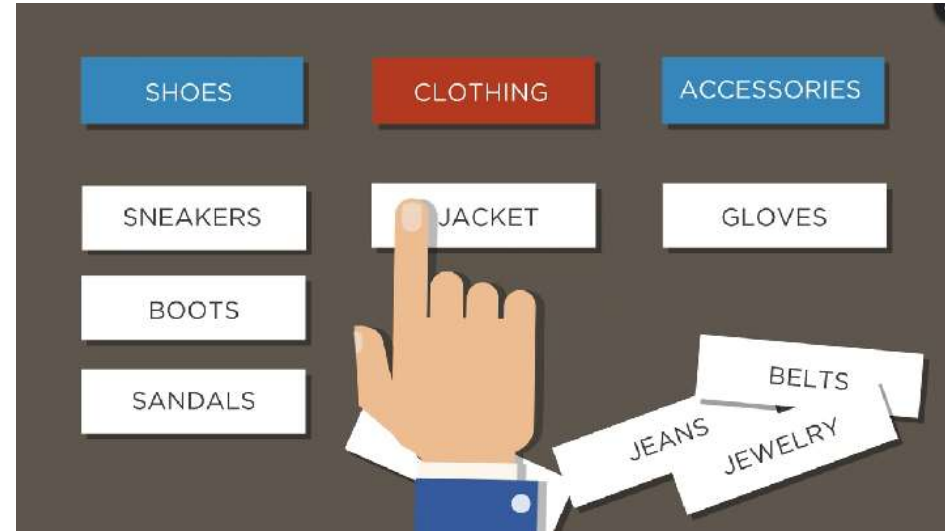 SHOES
CLOTHING
ACCESSORIES
SNEAKERS
JACKET
GLOVES
BOOTS
SANDALS
BELTS
JEANS
JEWELRY